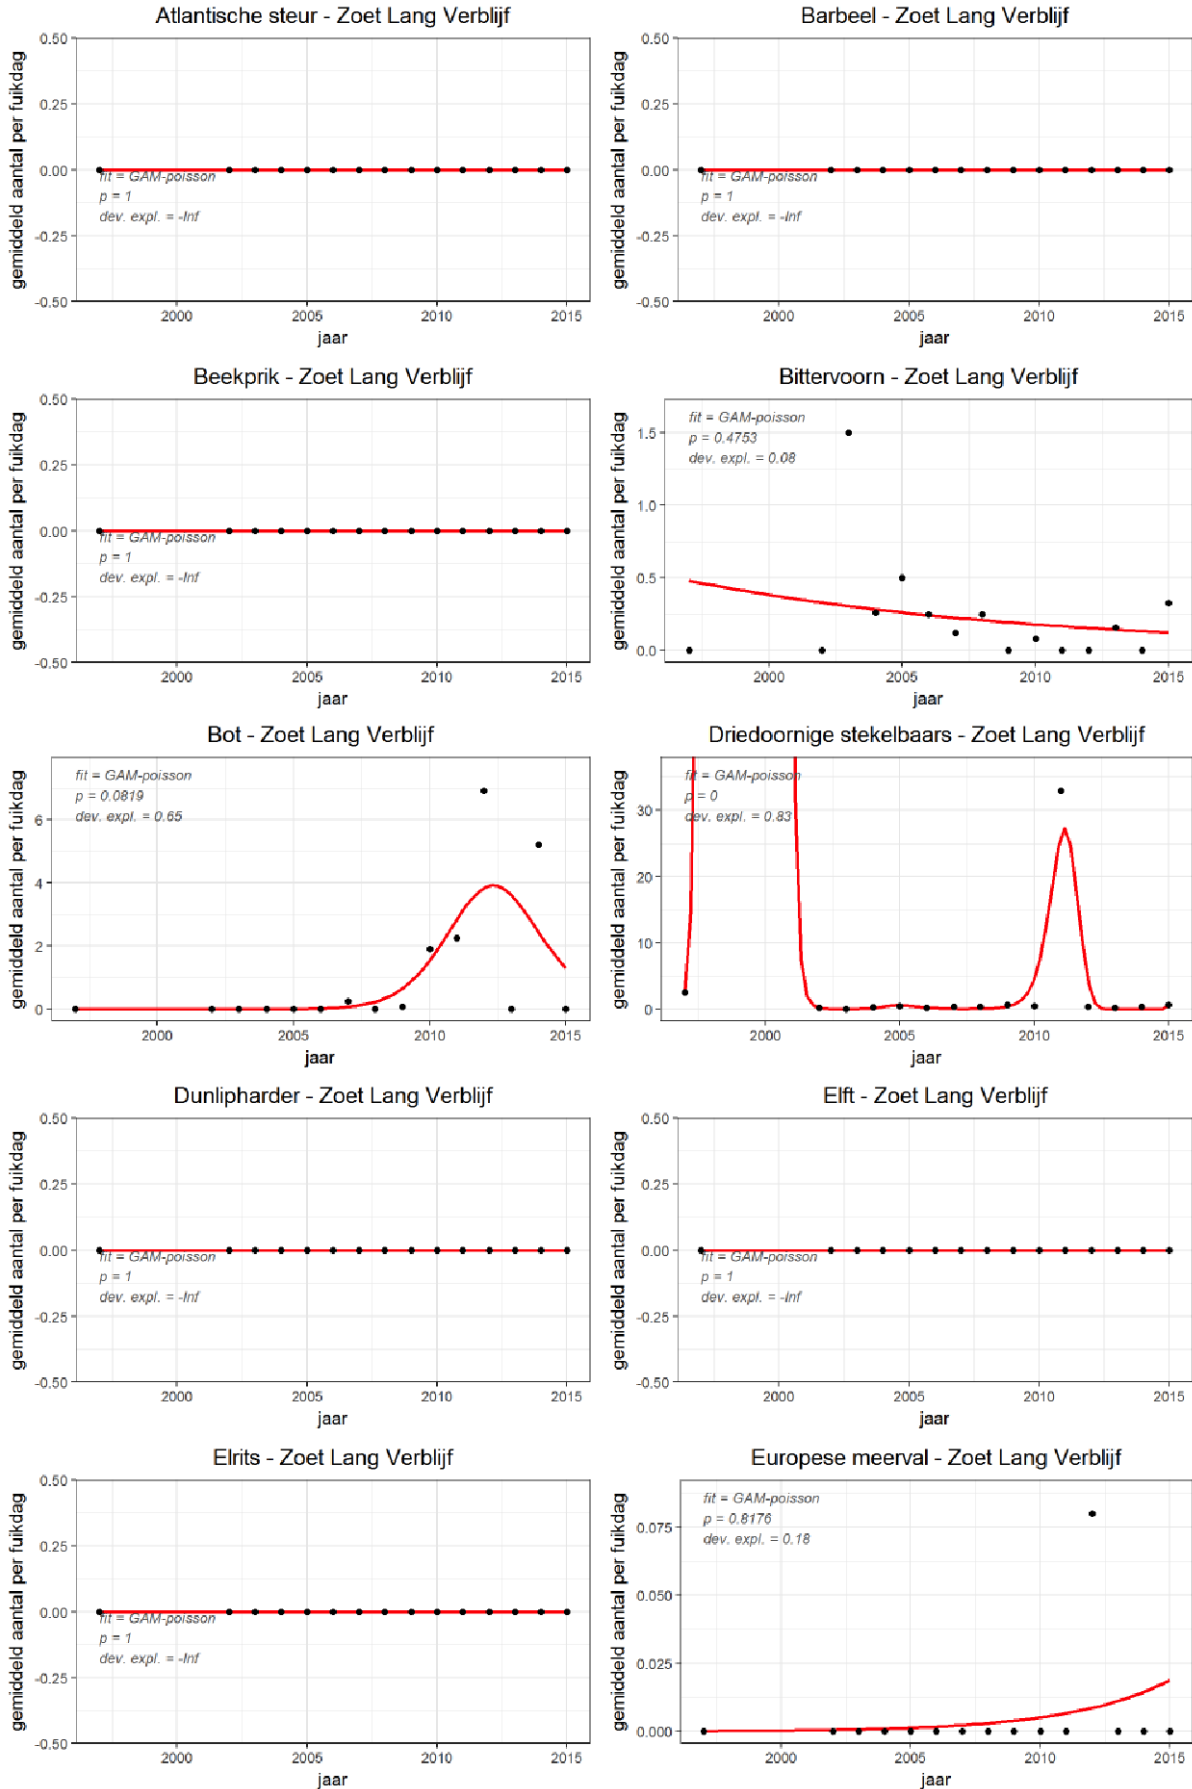 Atlantische steur - Zoet Lang Verblijf
gemiddeld aantal per fuikdag
0.50
0.25
0.00
-0.25
-0.50
fit = GAM-poisson
p = 1
dev. expl. = -Inf
2000 2005 2010 2015
jaar
Barbeel - Zoet Lang Verblijf
gemiddeld aantal per fuikdag
0.50
0.25
0.00
-0.25
-0.50
fit = GAM-poisson
p = 1
dev. expl. = -Inf
2000 2005 2010 2015
jaar
Beekprik - Zoet Lang Verblijf
gemiddeld aantal per fuikdag
0.50
0.25
0.00
-0.25
-0.50
fit = GAM-poisson
p = 1
dev. expl. = -Inf
2000 2005 2010 2015
jaar
Bittervoorn - Zoet Lang Verblijf
gemiddeld aantal per fuikdag
fit = GAM-poisson
p = 0.4753
dev. expl. = 0.08
1.5
1.0
0.5
0.0
2000 2005 2010 2015
jaar
Bot - Zoet Lang Verblijf
gemiddeld aantal per fuikdag
fit = GAM-poisson
p = 0.0819
dev. expl. = 0.65
6
4
2
0
2000 2005 2010 2015
jaar
Driedoornige stekelbaars - Zoet Lang Verblijf
gemiddeld aantal per fuikdag
fit = GAM-poisson
p = 0
dev. expl. = 0.83
30
20
10
0
2000 2005 2010 2015
jaar
Dunlipharder - Zoet Lang Verblijf
gemiddeld aantal per fuikdag
0.50
0.25
0.00
-0.25
-0.50
fit = GAM-poisson
p = 1
dev. expl. = -Inf
2000 2005 2010 2015
jaar
Elft - Zoet Lang Verblijf
gemiddeld aantal per fuikdag
0.50
0.25
0.00
-0.25
-0.50
fit = GAM-poisson
p = 1
dev. expl. = -Inf
2000 2005 2010 2015
jaar
Elrits - Zoet Lang Verblijf
gemiddeld aantal per fuikdag
0.50
0.25
0.00
-0.25
-0.50
fit = GAM-poisson
p = 1
dev. expl. = -Inf
2000 2005 2010 2015
jaar
Europese meerval - Zoet Lang Verblijf
gemiddeld aantal per fuikdag
fit = GAM-poisson
p = 0.8176
dev. expl. = 0.18
0.075
0.050
0.025
0.000
2000 2005 2010 2015
jaar